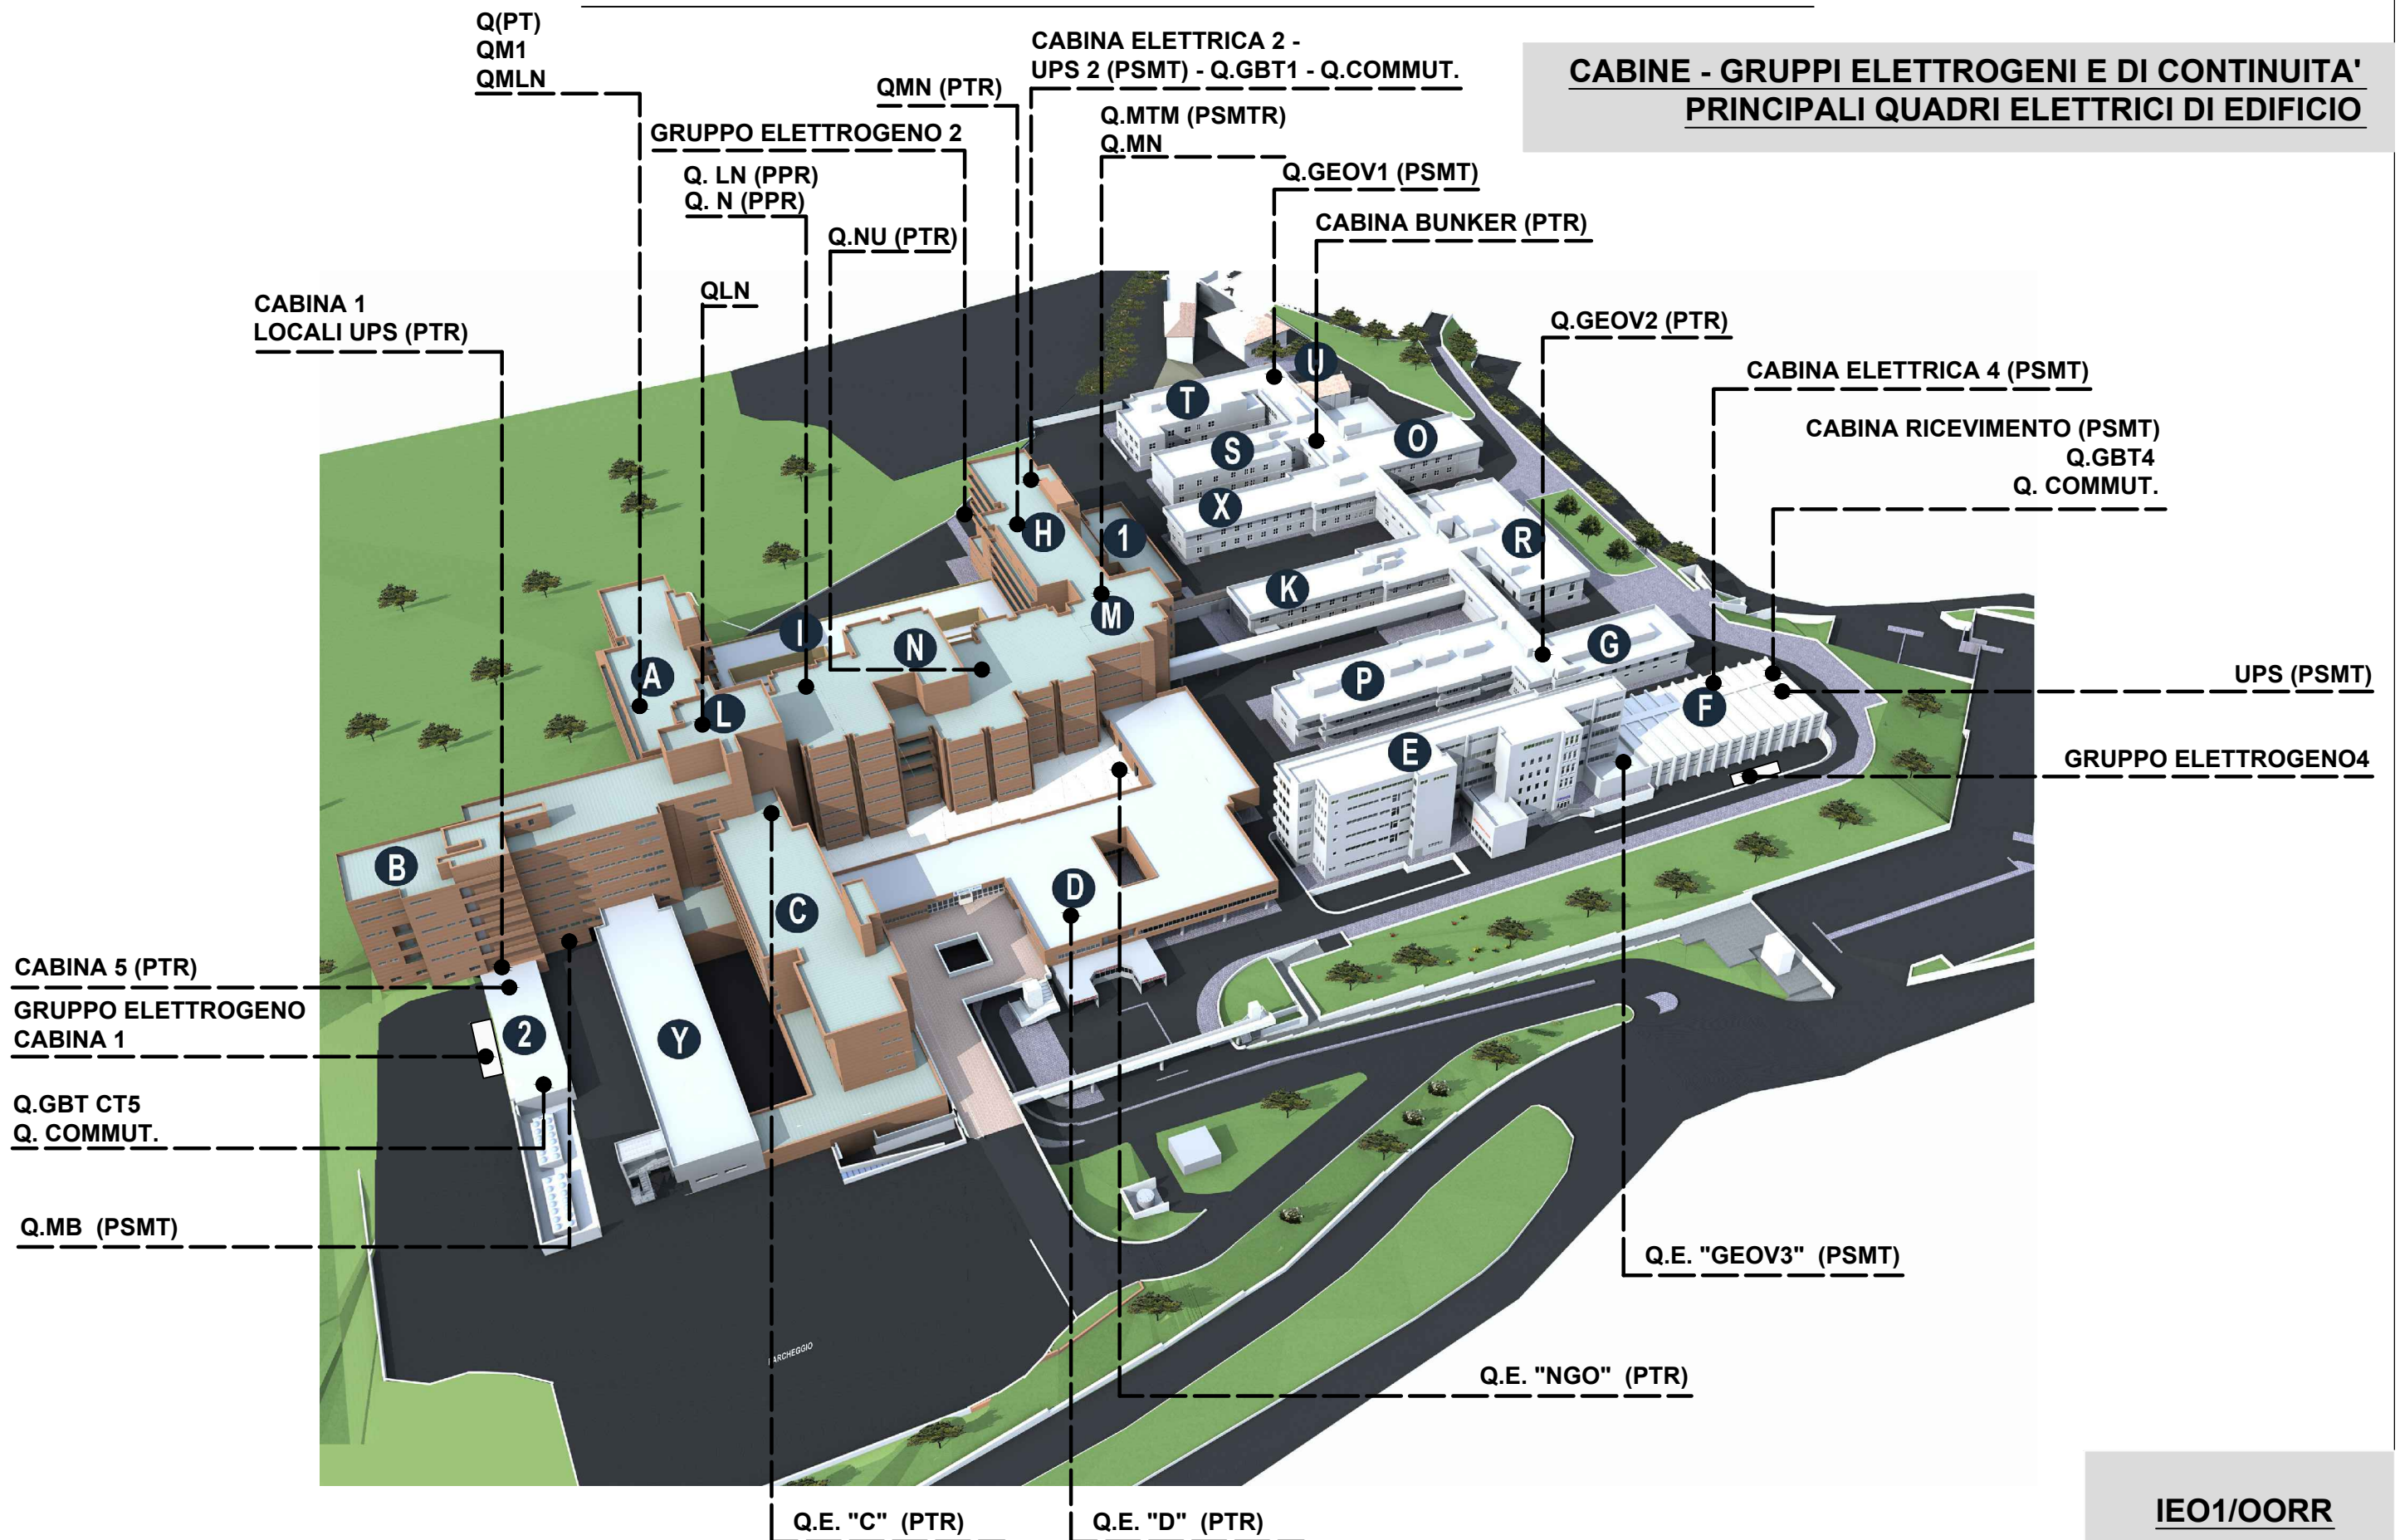 Q(PT)
QM1
QMLN
CABINA ELETTRICA 2 -
UPS 2 (PSMT) - Q.GBT1 - Q.COMMUT.
CABINE - GRUPPI ELETTROGENI E DI CONTINUITA'
PRINCIPALI QUADRI ELETTRICI DI EDIFICIO
QMN (PTR)
Q.MTM (PSMTR)
Q.MN
GRUPPO ELETTROGENO 2
Q. LN (PPR)
Q. N (PPR)
Q.GEOV1 (PSMT)
CABINA BUNKER (PTR)
Q.NU (PTR)
QLN
CABINA 1
LOCALI UPS (PTR)
Q.GEOV2 (PTR)
CABINA ELETTRICA 4 (PSMT)
CABINA RICEVIMENTO (PSMT)
Q.GBT4
Q. COMMUT.
U
T
O
S
X
H
1
R
K
M
I
N
G
A
P
L
F
E
UPS (PSMT)
GRUPPO ELETTROGENO4
B
D
C
CABINA 5 (PTR)
GRUPPO ELETTROGENO
CABINA 1
2
Y
Q.GBT CT5
Q. COMMUT.
Q.MB (PSMT)
Q.E. "GEOV3" (PSMT)
PARCHEGGIO
Q.E. "NGO" (PTR)
Q.E. "C" (PTR)
Q.E. "D" (PTR)
IEO1/OORR